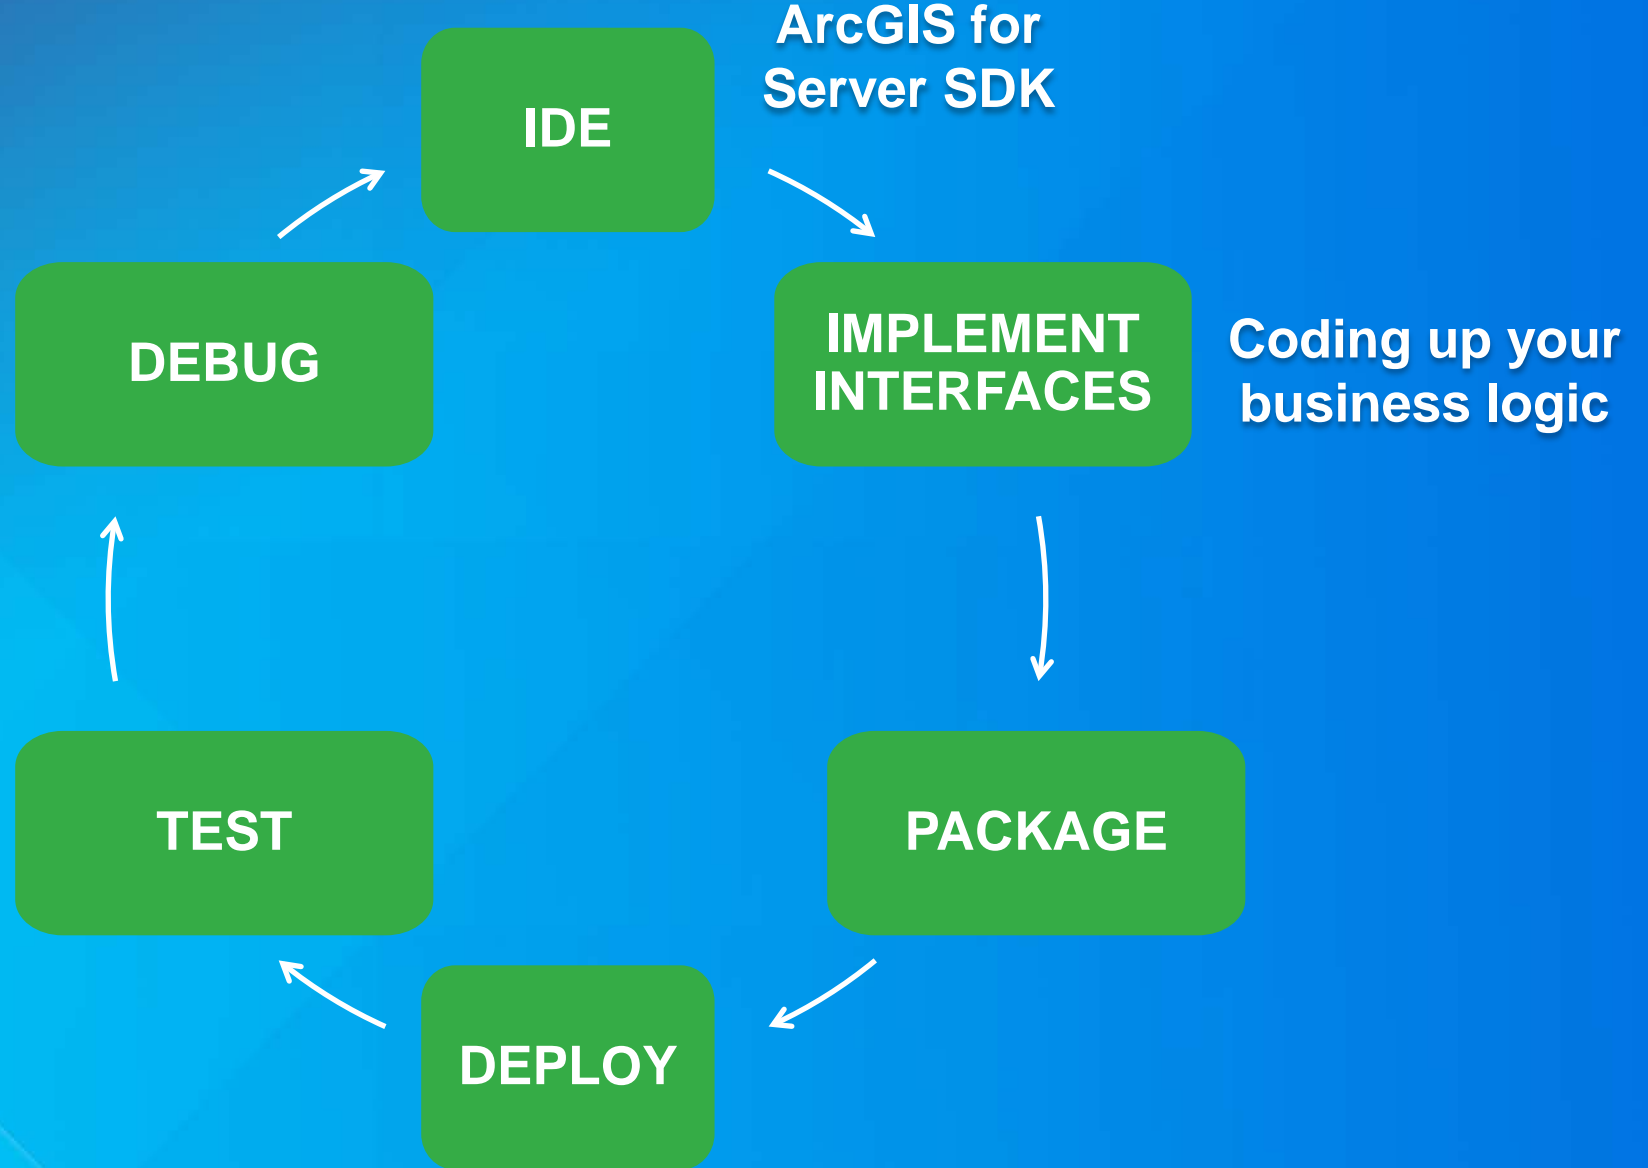 ArcGIS for
Server SDK
IDE
IMPLEMENT
INTERFACES
Coding up your
business logic
DEBUG
TEST
PACKAGE
DEPLOY